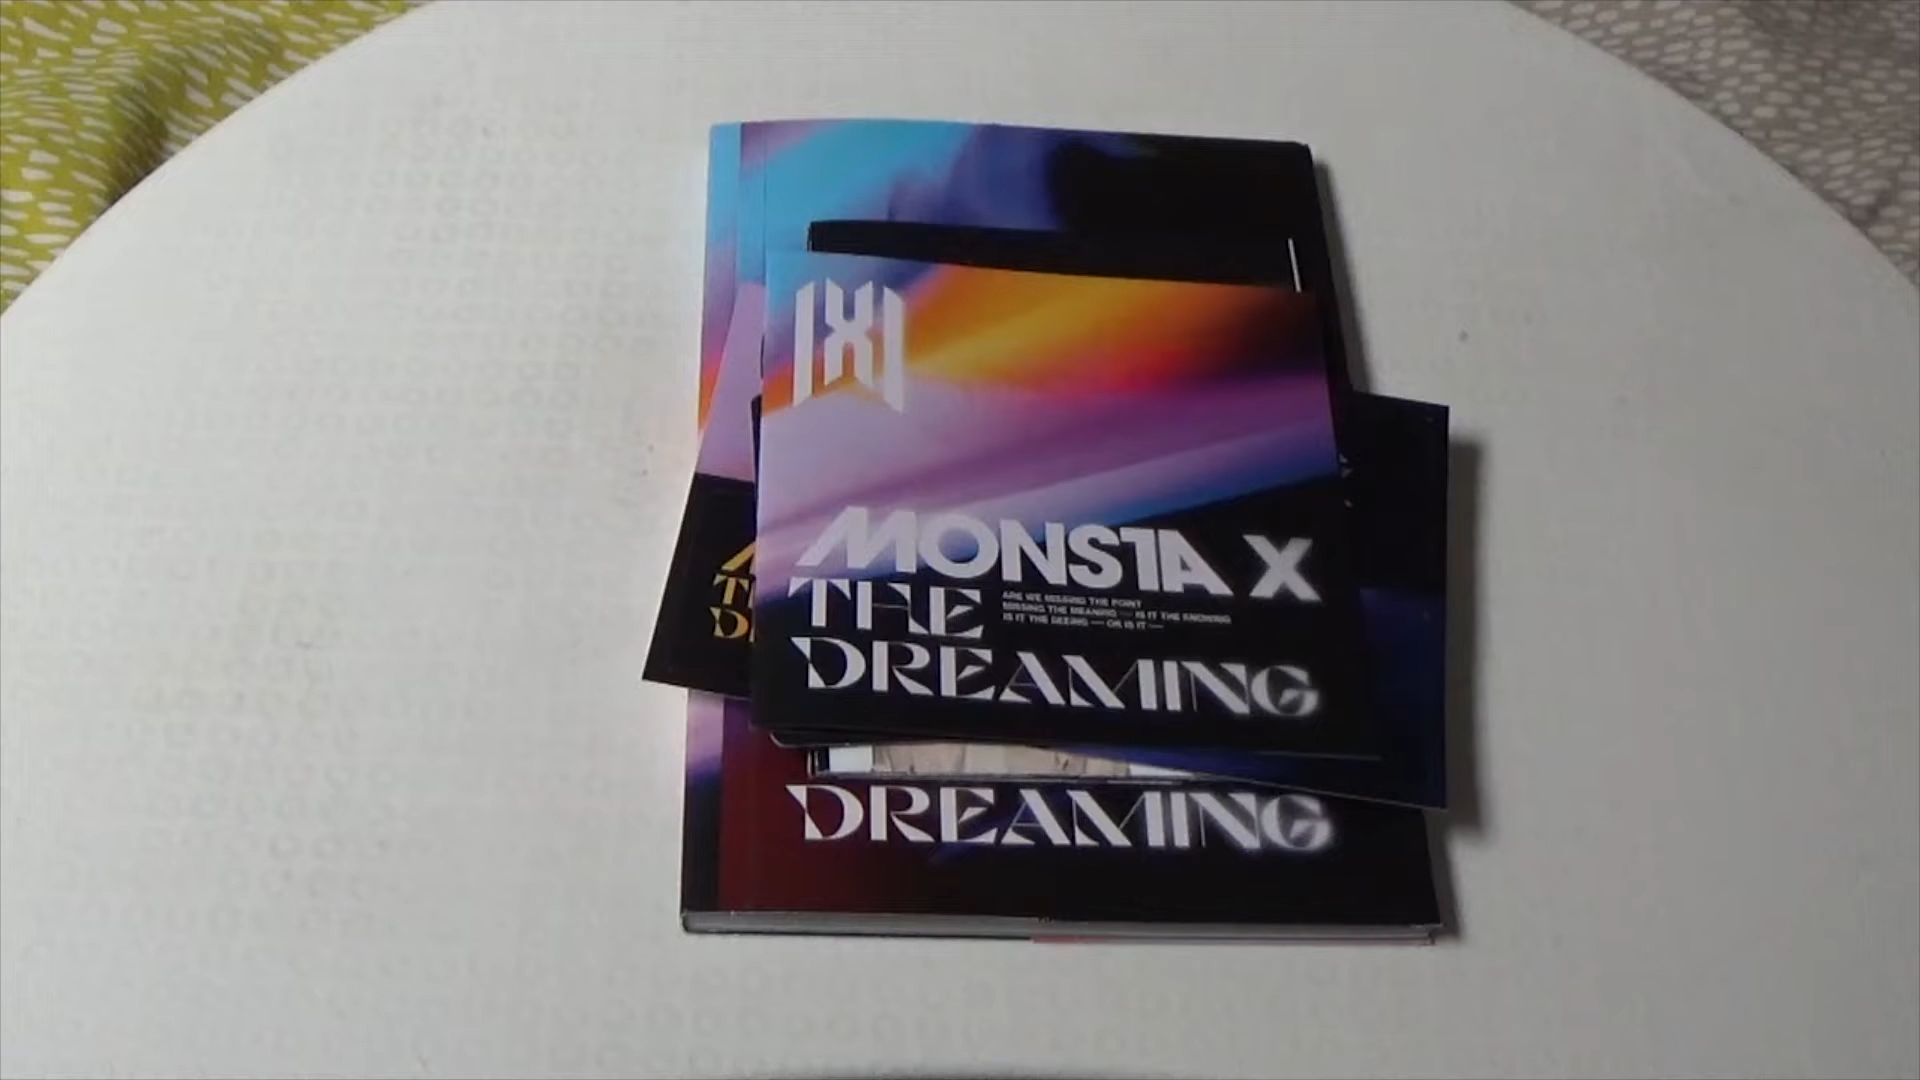 MONSTA X
THE
ARE WE MISSING THE POINT
MISSING THE MEANING — IS IT THE KNOWING
IS IT THE SEEING — OR IS IT —
DREAMING
DREAMING